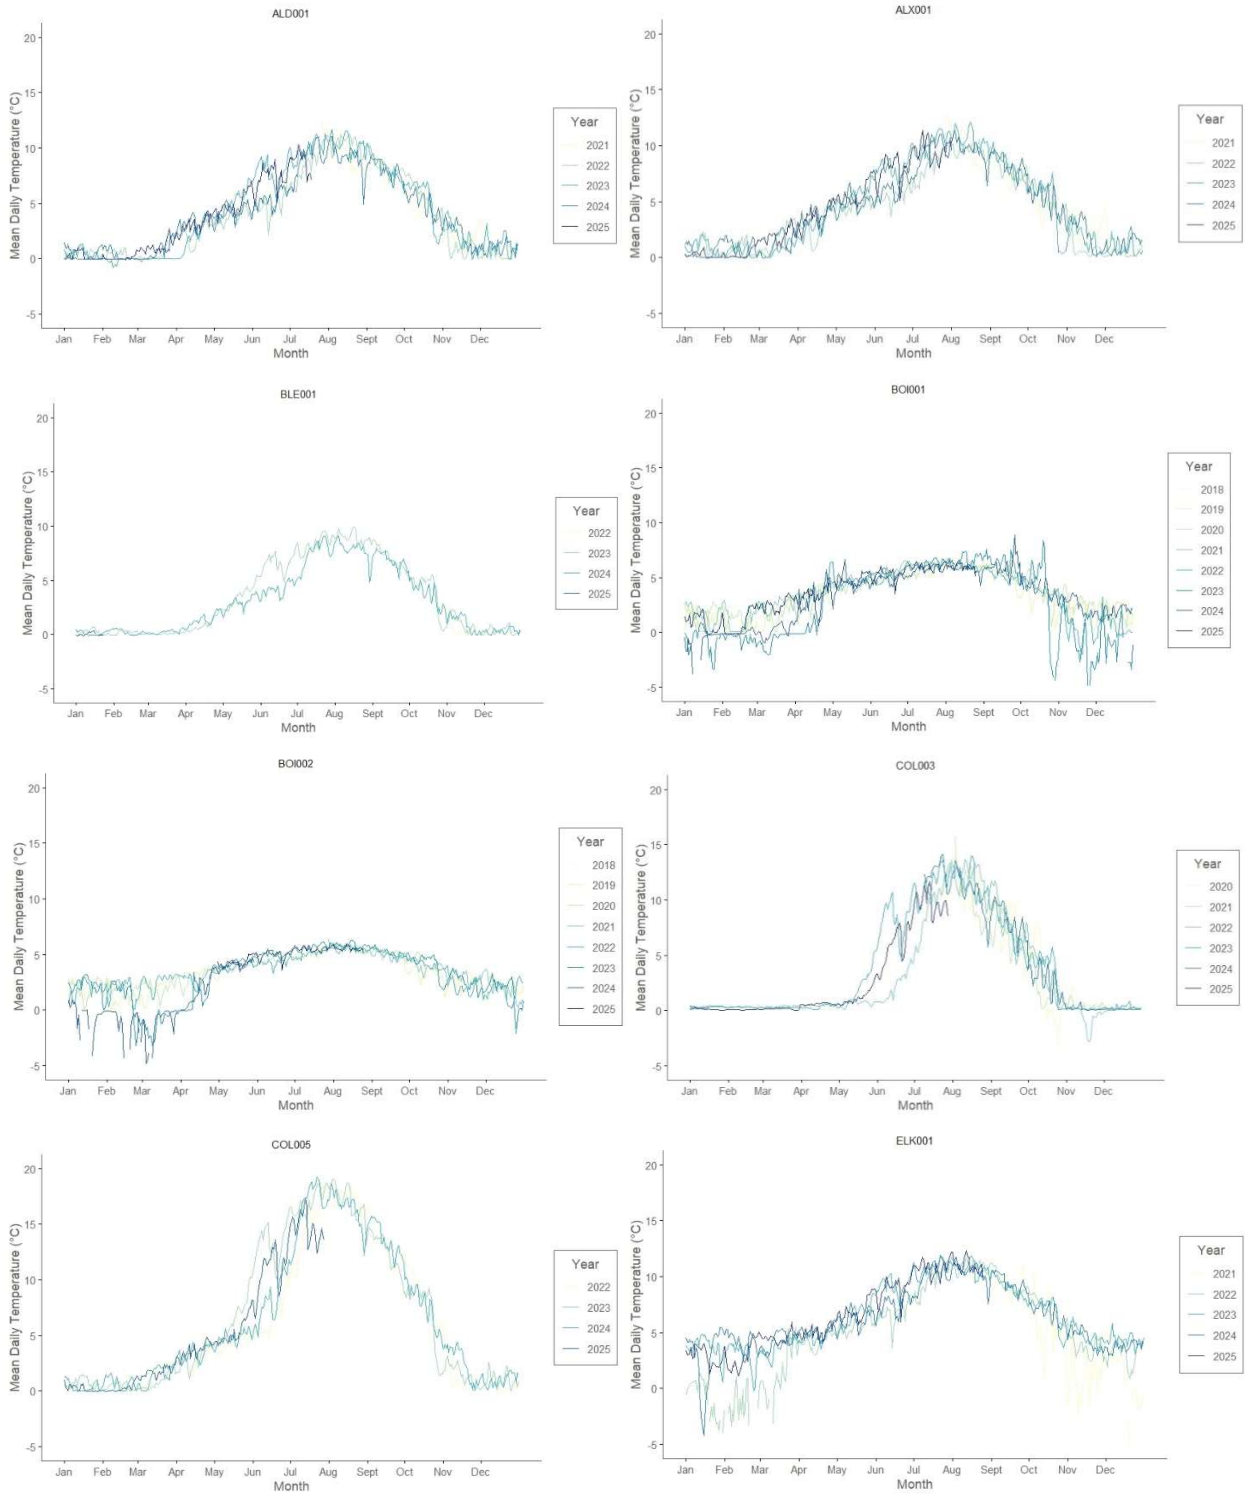 ALD001
20
15
10
5
0
-5
Mean Daily Temperature (°C)
Jan Feb Mar Apr May Jun Jul Aug Sept Oct Nov Dec
Month
Year
2021
2022
2023
2024
2025
ALX001
20
15
10
5
0
-5
Mean Daily Temperature (°C)
Jan Feb Mar Apr May Jun Jul Aug Sept Oct Nov Dec
Month
Year
2021
2022
2023
2024
2025
BLE001
20
15
10
5
0
-5
Mean Daily Temperature (°C)
Jan Feb Mar Apr May Jun Jul Aug Sept Oct Nov Dec
Month
Year
2022
2023
2024
2025
BOI001
20
15
10
5
0
-5
Mean Daily Temperature (°C)
Jan Feb Mar Apr May Jun Jul Aug Sept Oct Nov Dec
Month
Year
2018
2019
2020
2021
2022
2023
2024
2025
BOI002
20
15
10
5
0
-5
Mean Daily Temperature (°C)
Jan Feb Mar Apr May Jun Jul Aug Sept Oct Nov Dec
Month
Year
2018
2019
2020
2021
2022
2023
2024
2025
COL003
20
15
10
5
0
-5
Mean Daily Temperature (°C)
Jan Feb Mar Apr May Jun Jul Aug Sept Oct Nov Dec
Month
Year
2020
2021
2022
2023
2024
2025
COL005
20
15
10
5
0
-5
Mean Daily Temperature (°C)
Jan Feb Mar Apr May Jun Jul Aug Sept Oct Nov Dec
Month
Year
2022
2023
2024
2025
ELK001
20
15
10
5
0
-5
Mean Daily Temperature (°C)
Jan Feb Mar Apr May Jun Jul Aug Sept Oct Nov Dec
Month
Year
2021
2022
2023
2024
2025